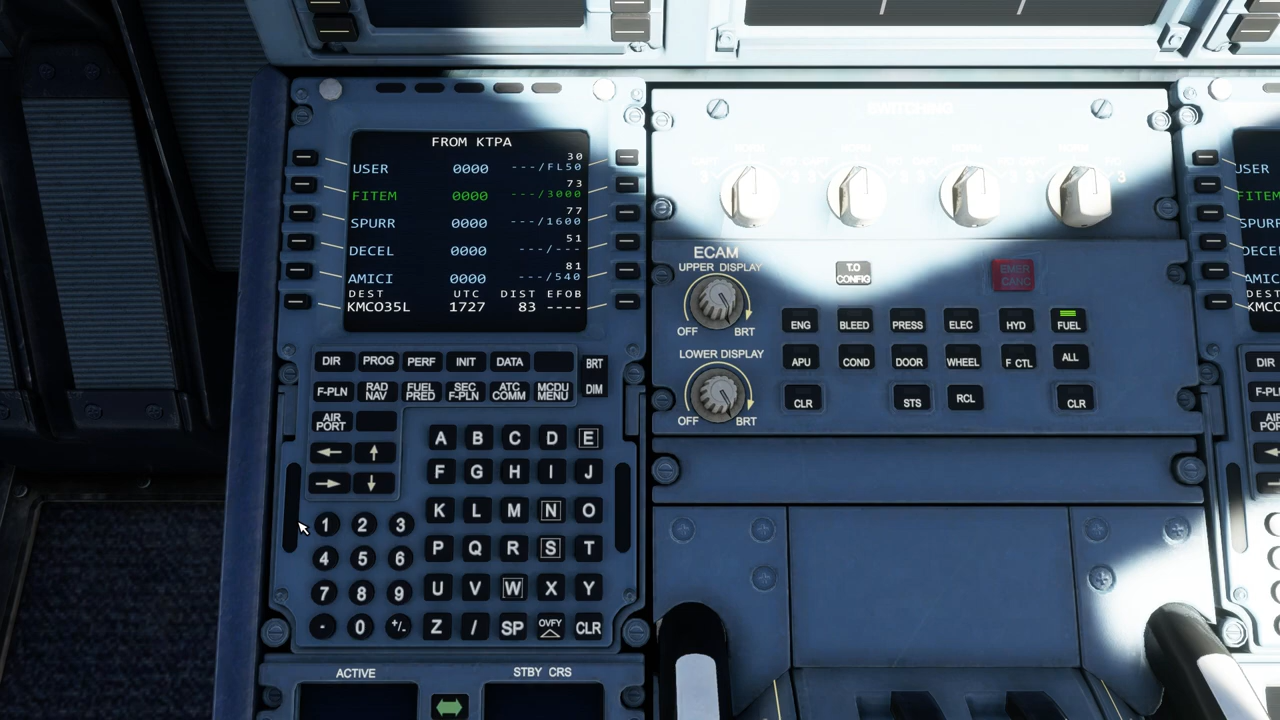 FROM KTPA
30
USER 0000 ---/FL50
73
FITEM 0000 ---/3000
77
SPURR 0000 ---/1600
51
DECEL 0000 ---/---
81
AMICI 0000 ---/540
DEST UTC DIST EFOB
KMCO35L 1727 83 ----
DIR PROG PERF INIT DATA
BRT
DIM
F-PLN RAD NAV FUEL PRED SEC F-PLN ATC COMM MCDU MENU
AIR PORT
A B C D E
F G H I J
K L M N O
P Q R S T
U V W X Y
Z / SP OVFY CLR
1 2 3
4 5 6
7 8 9
. 0 +/-
ACTIVE STBY CRS
SWITCHING
ECAM
UPPER DISPLAY
OFF BRT
LOWER DISPLAY
OFF BRT
T.O CONFIG
EMER CANC
ENG BLEED PRESS ELEC HYD FUEL
APU COND DOOR WHEEL F CTL ALL
CLR STS RCL CLR
USER
FITEM
SPURR
DECEL
AMICI
DEST
KMCO
DIR
F-PLN
AIR PORT